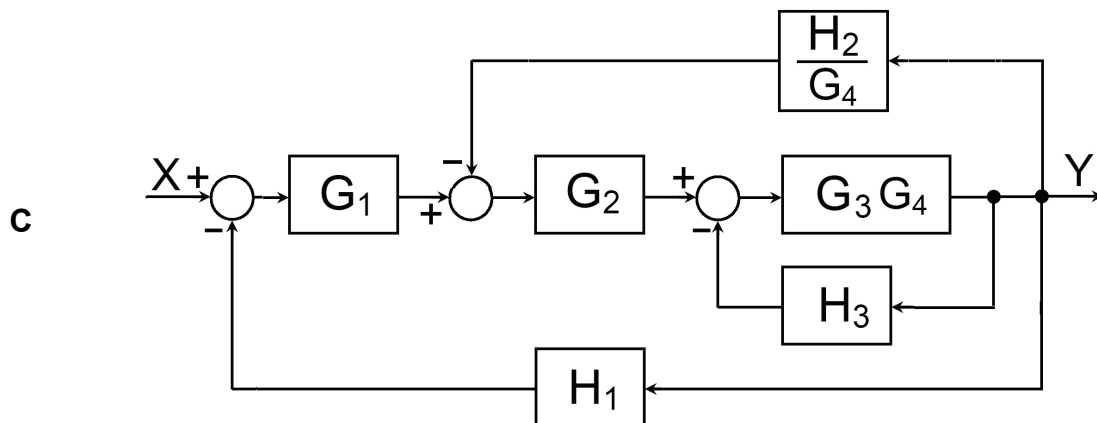 H₂
G₄
X + − + G₁ G₂ + − G₃ G₄ Y
C
−
H₃
H₁